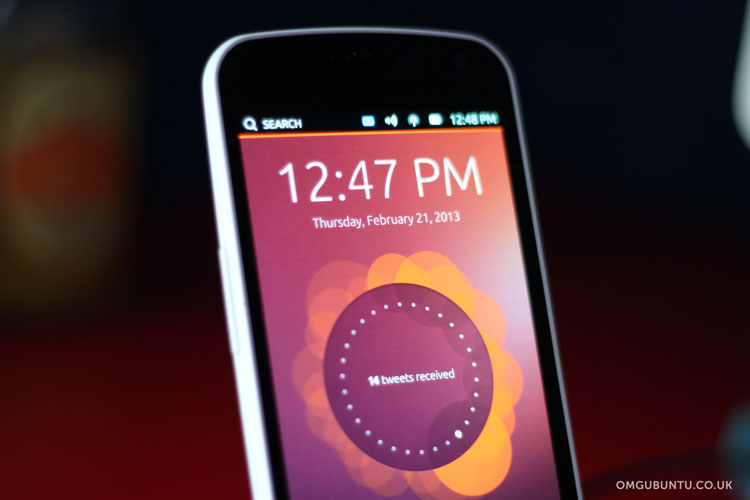 SEARCH 12:48 PM
12:47 PM
Thursday, February 21, 2013
14 tweets received
OMGUBUNTU.CO.UK